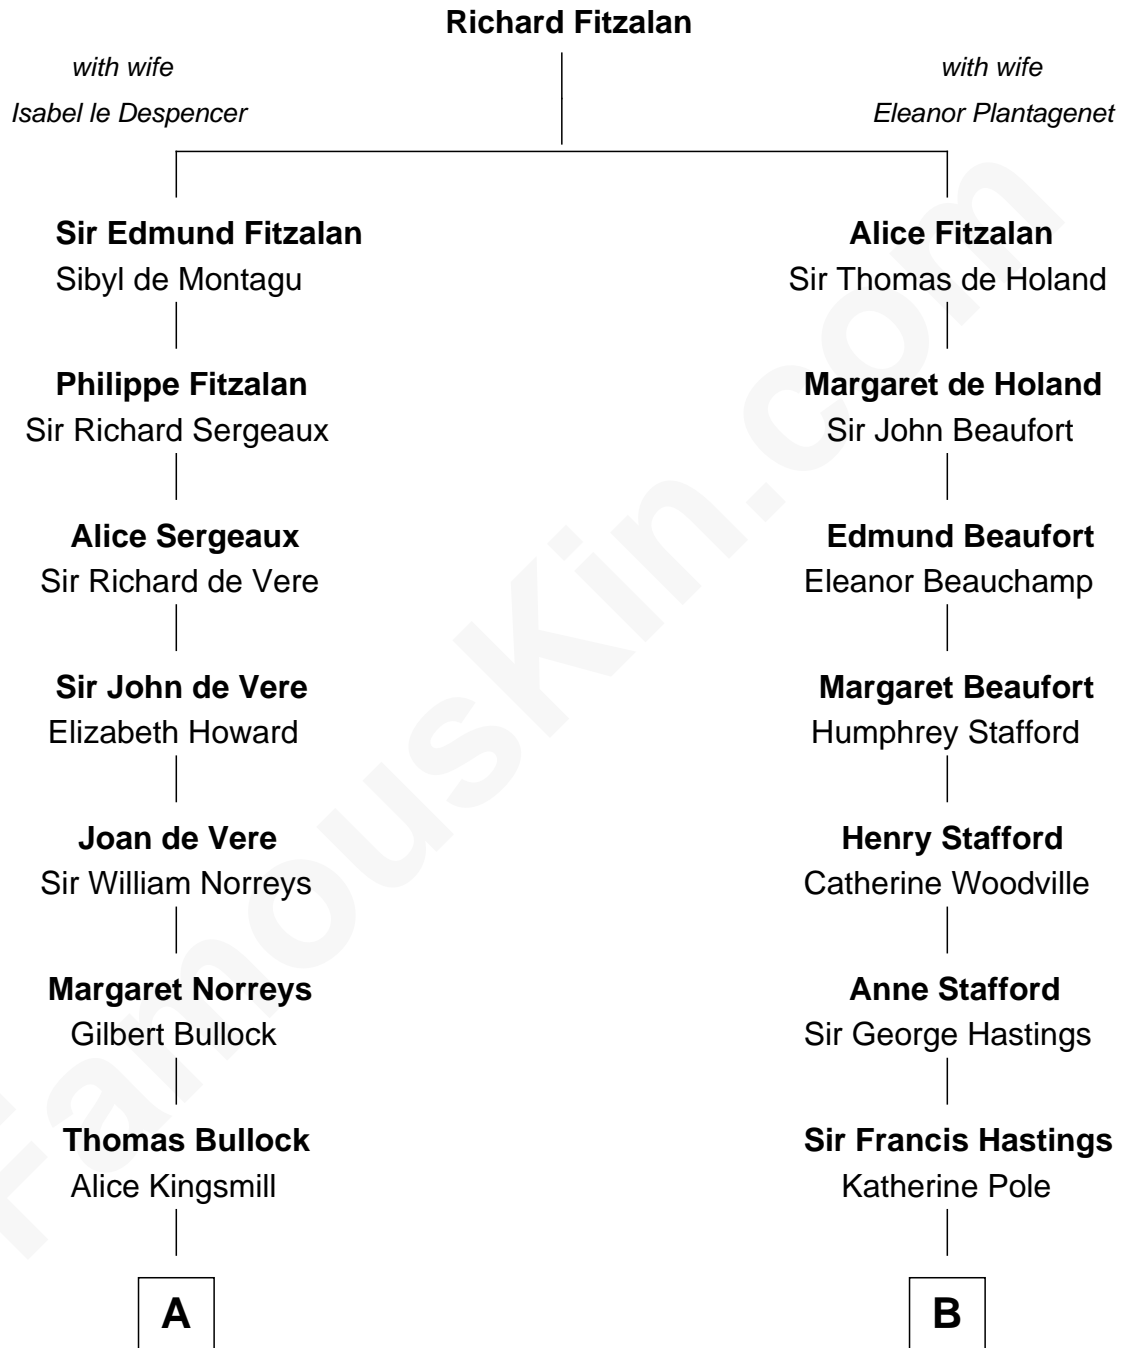 Richard Fitzalan
with wife
Isabel le Despencer
with wife
Eleanor Plantagenet
Sir Edmund Fitzalan
Sibyl de Montagu
Alice Fitzalan
Sir Thomas de Holand
Philippe Fitzalan
Sir Richard Sergeaux
Margaret de Holand
Sir John Beaufort
Alice Sergeaux
Sir Richard de Vere
Edmund Beaufort
Eleanor Beauchamp
Sir John de Vere
Elizabeth Howard
Margaret Beaufort
Humphrey Stafford
Joan de Vere
Sir William Norreys
Henry Stafford
Catherine Woodville
Margaret Norreys
Gilbert Bullock
Anne Stafford
Sir George Hastings
Thomas Bullock
Alice Kingsmill
Sir Francis Hastings
Katherine Pole
A
B
FamousKin.com